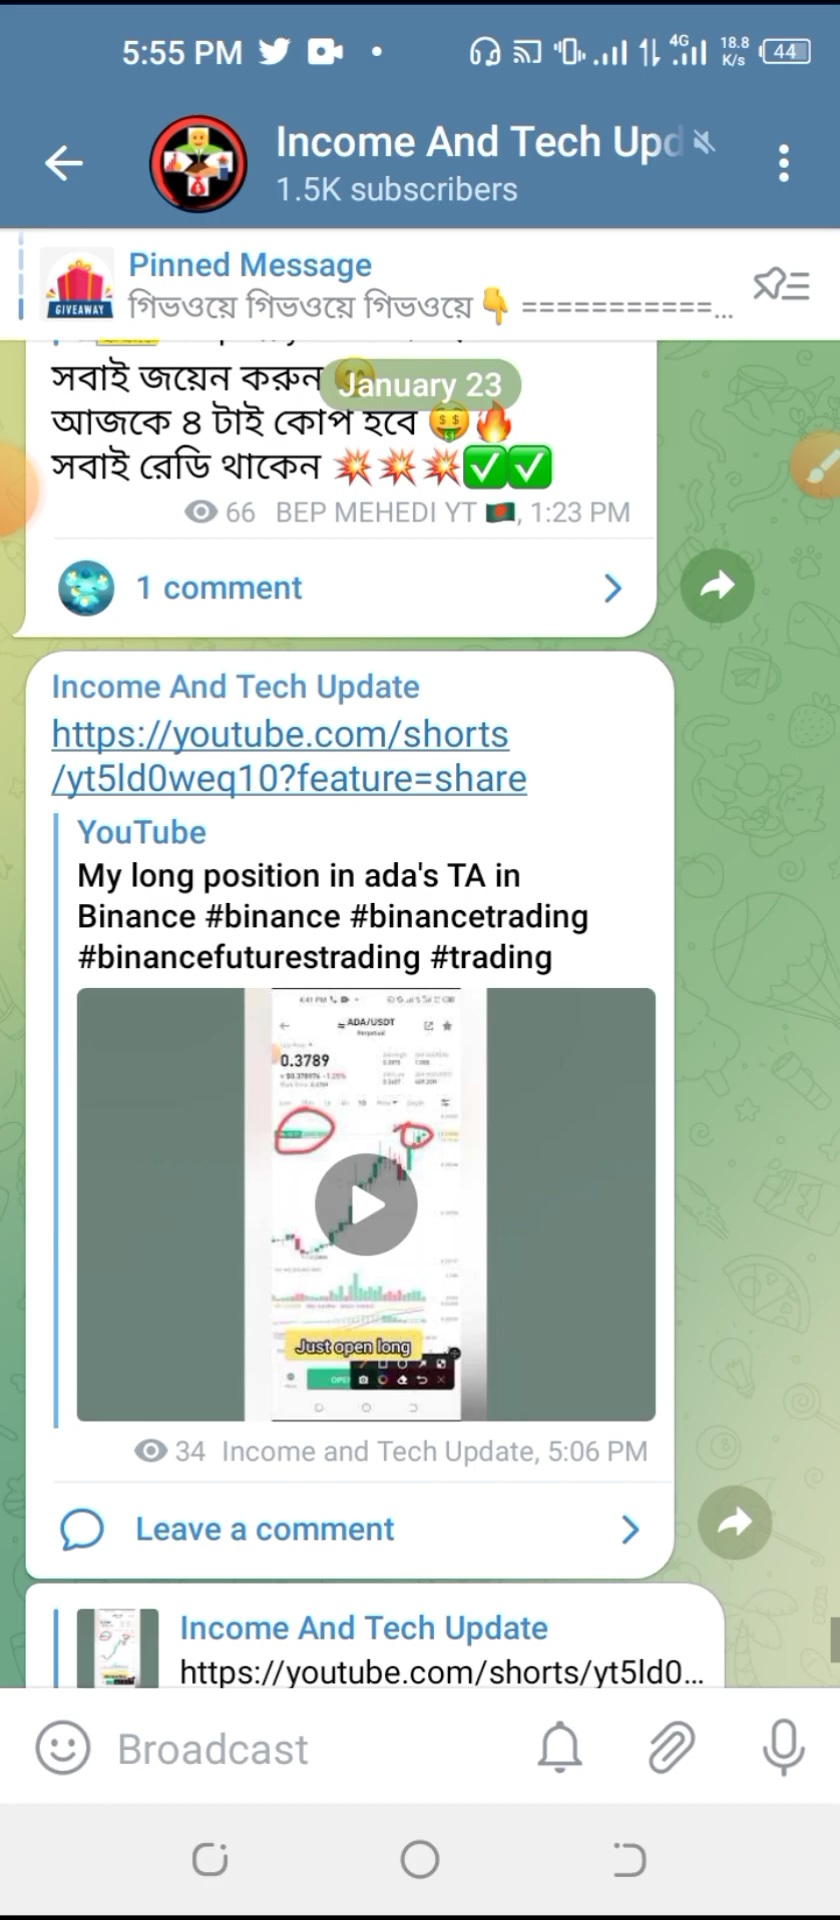 5:55 PM
4G
18.8
K/s
44
Income And Tech Upd
1.5K subscribers
GIVEAWAY
Pinned Message
গিভওয়ে গিভওয়ে গিভওয়ে👇 ===========...
সবাই জয়েন করুন
January 23
আজকে ৪ টাই কোপ হবে 🤑🔥
সবাই রেডি থাকেন 💥💥💥✅✅
66 BEP MEHEDI YT 🇧🇩, 1:23 PM
1 comment
Income And Tech Update
https://youtube.com/shorts
/yt5ld0weq10?feature=share
YouTube
My long position in ada's TA in
Binance #binance #binancetrading
#binancefuturestrading #trading
4:41 PM
ADA/USDT
Perpetual
0.3789
Just open long
34 Income and Tech Update, 5:06 PM
Leave a comment
Income And Tech Update
https://youtube.com/shorts/yt5ld0...
Broadcast